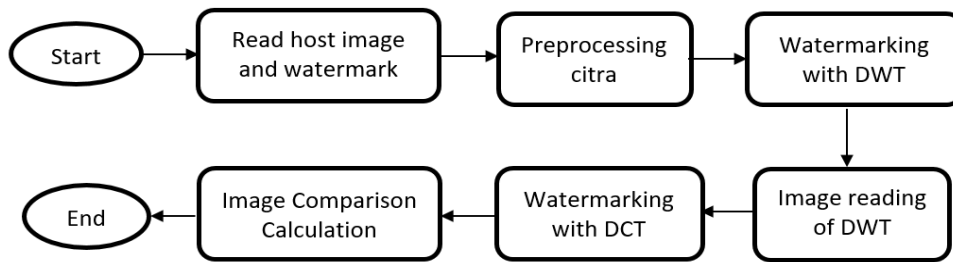 Start
Read host image
and watermark
Preprocessing
citra
Watermarking
with DWT
Image reading
of DWT
Watermarking
with DCT
Image Comparison
Calculation
End